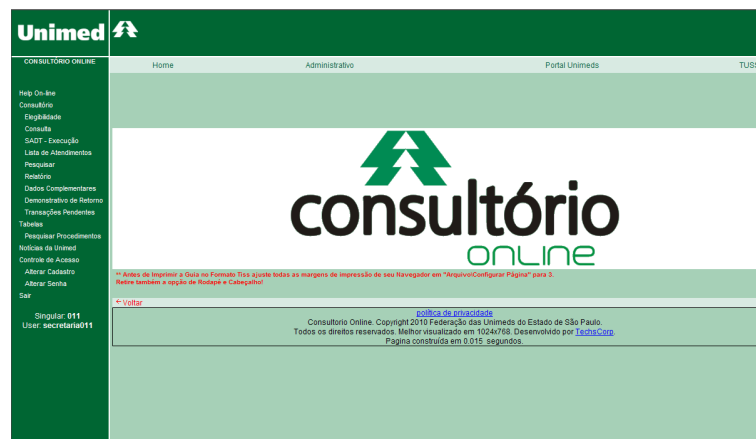 Unimed
CONSULTÓRIO ONLINE
Home
Administrativo
Portal Unimeds
TUSS
Help On-line
Consultório
Elegibilidade
Consulta
SADT - Execução
Lista de Atendimentos
Pesquisar
Relatório
Dados Complementares
Demonstrativo de Retorno
Transações Pendentes
Tabelas
Pesquisar Procedimentos
Notícias da Unimed
Controle de Acesso
Alterar Cadastro
Alterar Senha
Sair
Singular: 011
User: secretaria011
consultório
online
** Antes de Imprimir a Guia no Formato Tiss ajuste todas as margens de impressão de seu Navegador em "Arquivo\Configurar Página" para 3.
Retire também a opção de Rodapé e Cabeçalho!
Voltar
política de privacidade
Consultorio Online. Copyright 2010 Federação das Unimeds do Estado de São Paulo.
Todos os direitos reservados. Melhor visualizado em 1024x768. Desenvolvido por TechsCorp.
Pagina construída em 0.015 segundos.